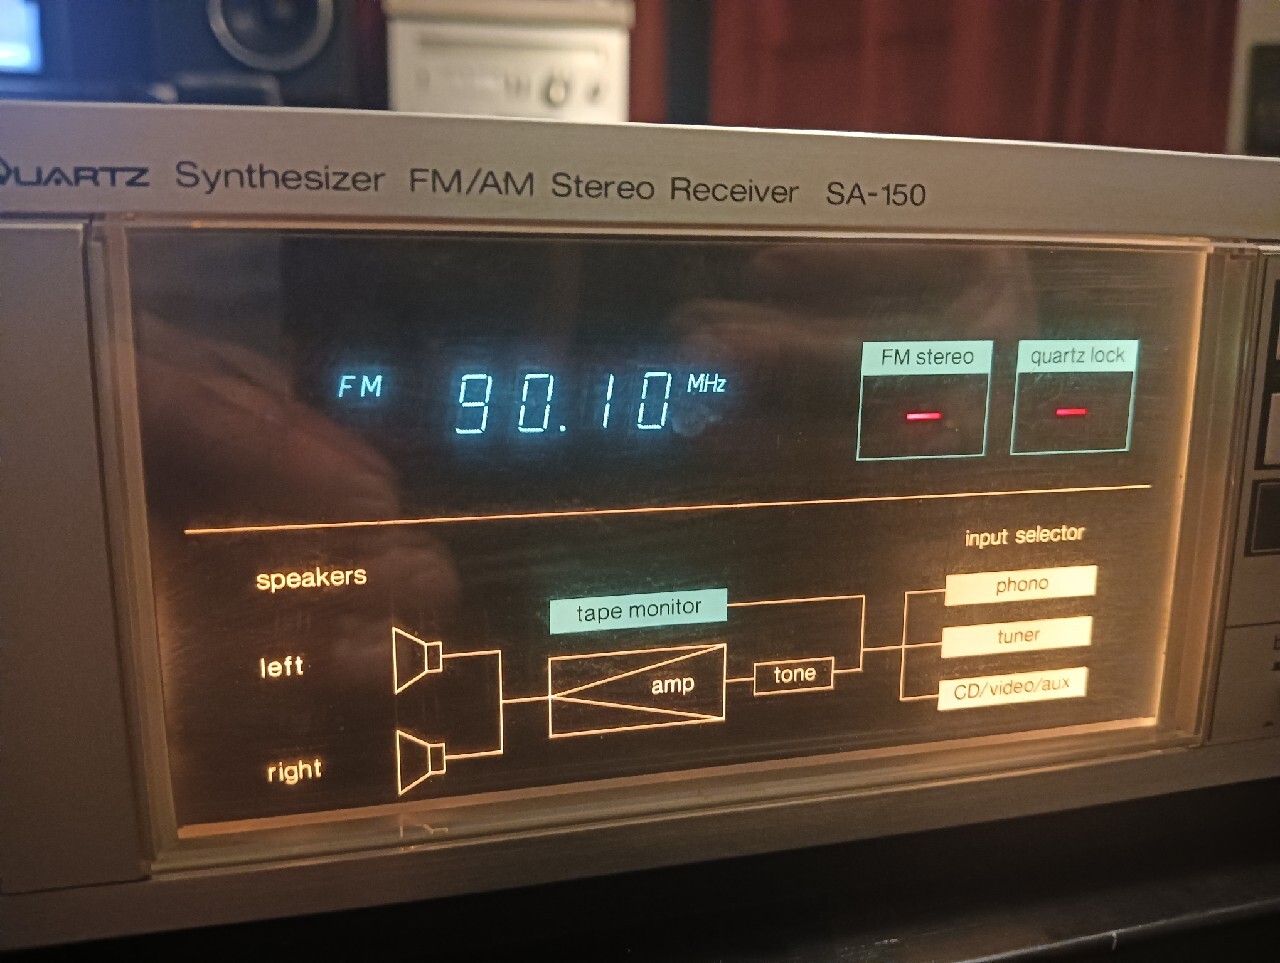 QUARTZ Synthesizer FM/AM Stereo Receiver SA-150
FM 90.10 MHz
FM stereo
quartz lock
input selector
speakers
tape monitor
phono
left
amp
tone
tuner
CD/video/aux
right